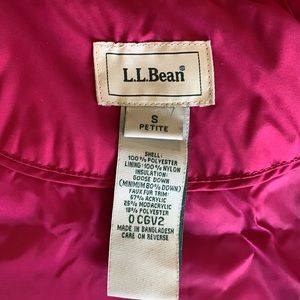 L.L.Bean
S
PETITE
SHELL:
100% POLYESTER
LINING: 100% NYLON
INSULATION:
GOOSE DOWN
(MINIMUM 80% DOWN)
FAUX FUR TRIM:
57% ACRYLIC
25% MODACRYLIC
18% POLYESTER
0 CGV2
MADE IN BANGLADESH
CARE ON REVERSE